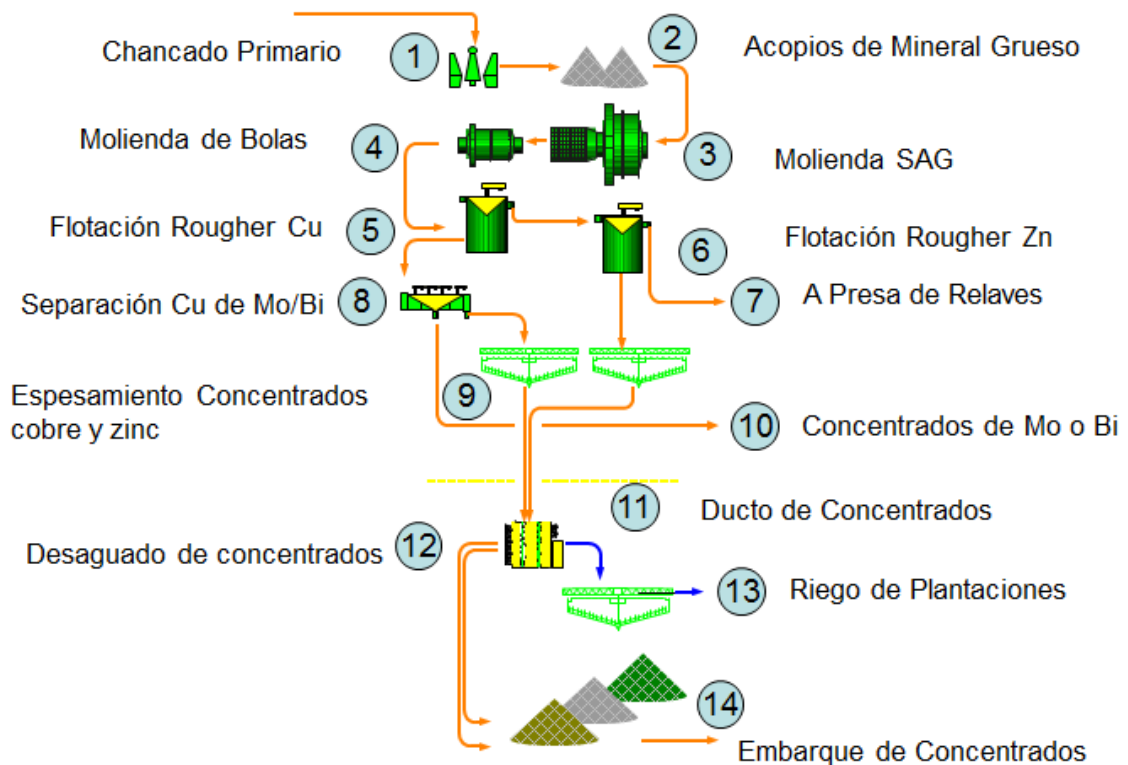 Chancado Primario
1
2
Acopios de Mineral Grueso
Molienda de Bolas
4
3
Molienda SAG
Flotación Rougher Cu
5
6
Flotación Rougher Zn
Separación Cu de Mo/Bi
8
7
A Presa de Relaves
Espesamiento Concentrados
cobre y zinc
9
10
Concentrados de Mo o Bi
11
Ducto de Concentrados
Desaguado de concentrados
12
13
Riego de Plantaciones
14
Embarque de Concentrados